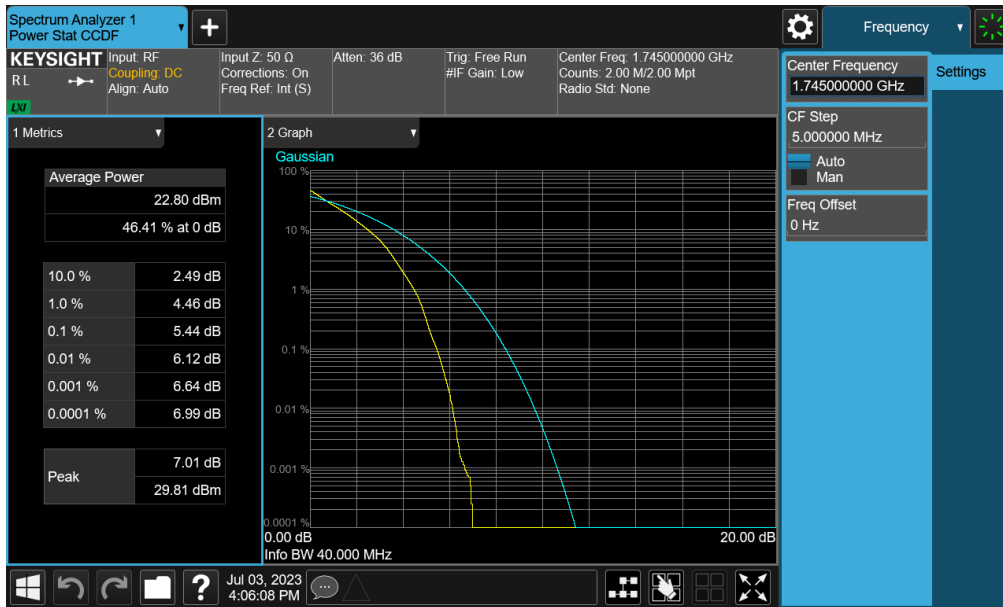 Spectrum Analyzer 1
Power Stat CCDF
Frequency
KEYSIGHT
R L
LXI
Input: RF
Coupling: DC
Align: Auto
Input Z: 50 Ω
Corrections: On
Freq Ref: Int (S)
Atten: 36 dB
Trig: Free Run
#IF Gain: Low
Center Freq: 1.745000000 GHz
Counts: 2.00 M/2.00 Mpt
Radio Std: None
Center Frequency
1.745000000 GHz
Settings
CF Step
5.000000 MHz
Auto
Man
Freq Offset
0 Hz
1 Metrics
Average Power
22.80 dBm
46.41 % at 0 dB
10.0 % 2.49 dB
1.0 % 4.46 dB
0.1 % 5.44 dB
0.01 % 6.12 dB
0.001 % 6.64 dB
0.0001 % 6.99 dB
Peak
7.01 dB
29.81 dBm
2 Graph
Gaussian
100 %
10 %
1 %
0.1 %
0.01 %
0.001 %
0.0001 %
0.00 dB 20.00 dB
Info BW 40.000 MHz
?
Jul 03, 2023
4:06:08 PM